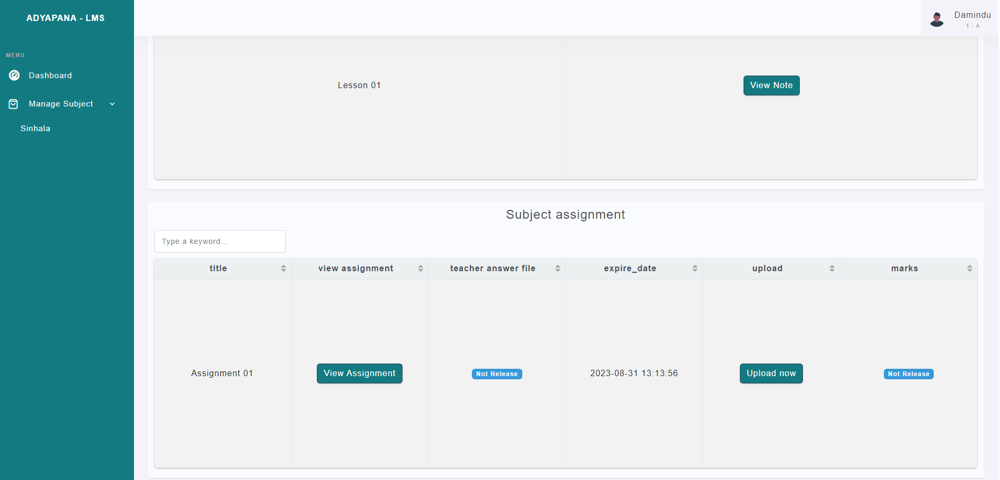 ADYAPANA - LMS
Damindu
1 - A
MENU
Dashboard
Manage Subject
Sinhala
Lesson 01
View Note
Subject assignment
Type a keyword...
title view assignment teacher answer file expire_date upload marks
Assignment 01 View Assignment Not Release 2023-08-31 13:13:56 Upload now Not Release